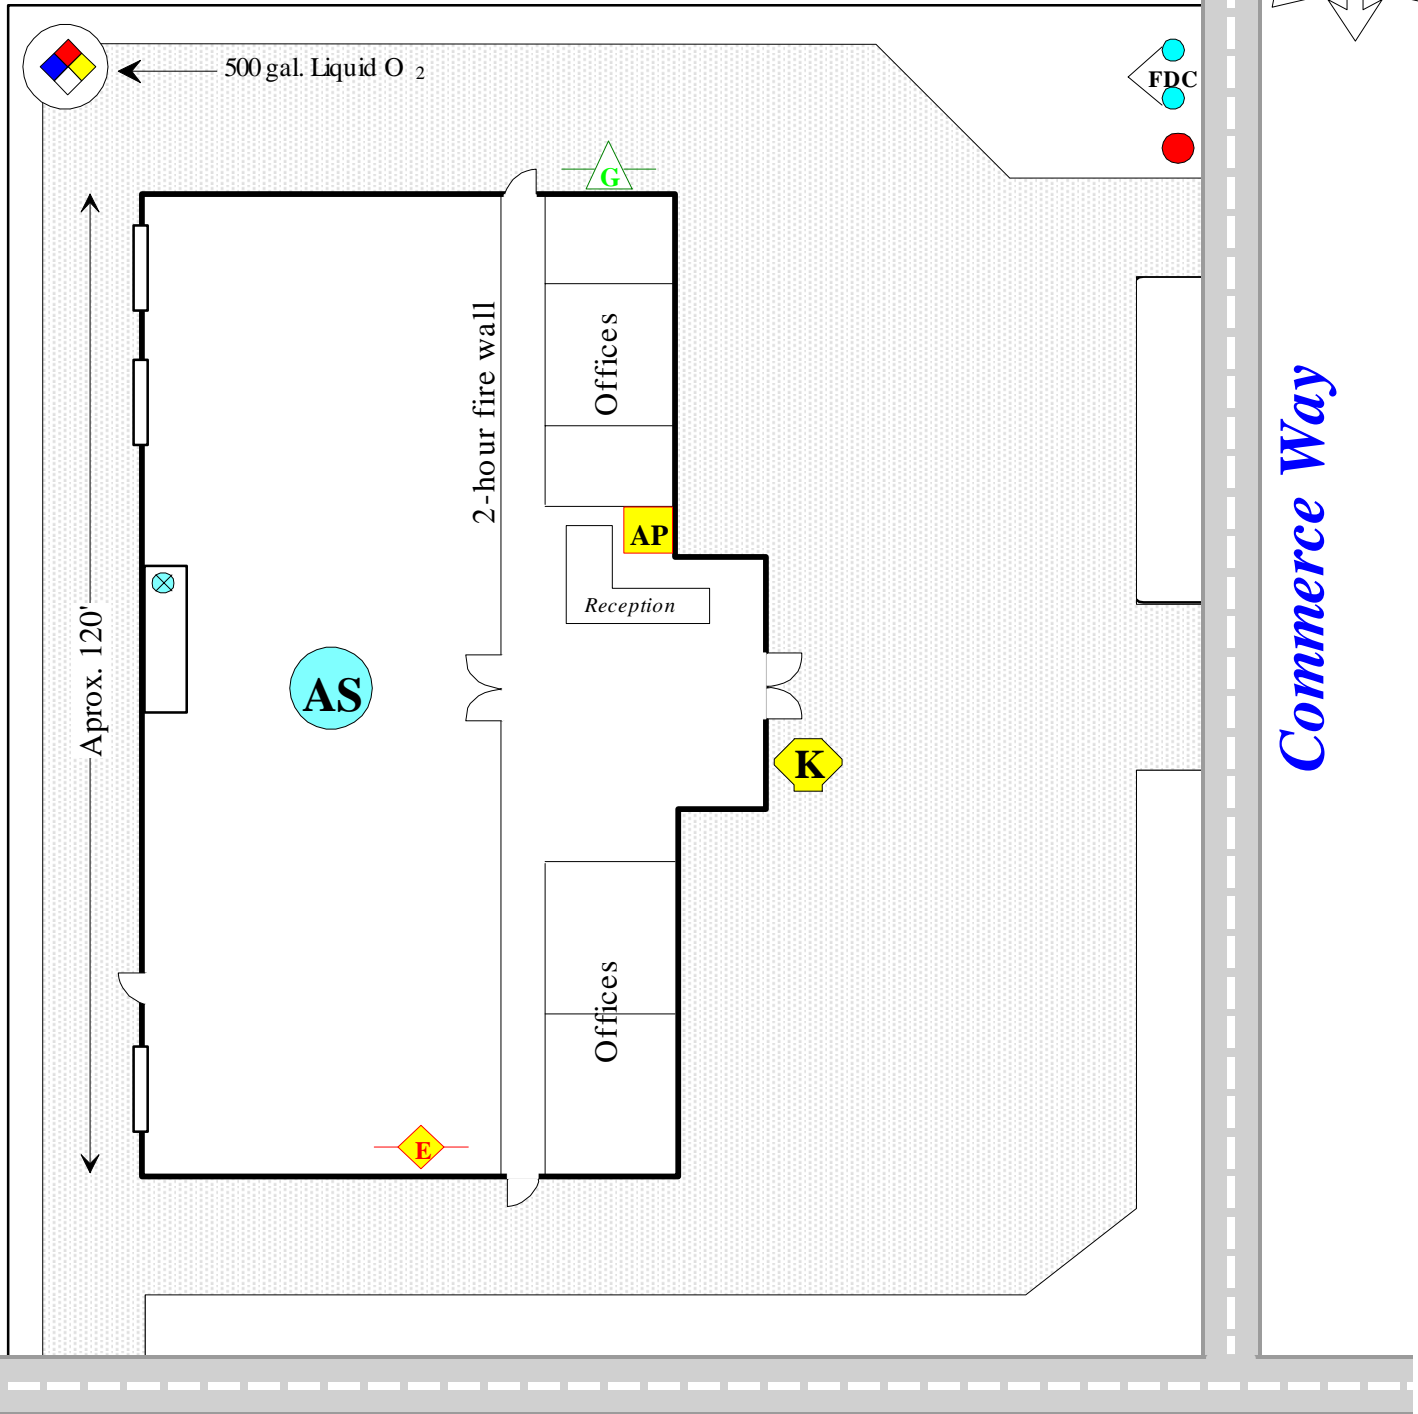 500 gal. Liquid O 2
FDC
G
2-hour fire wall
Offices
AP
Reception
Aprox. 120'
AS
K
Commerce Way
Offices
E